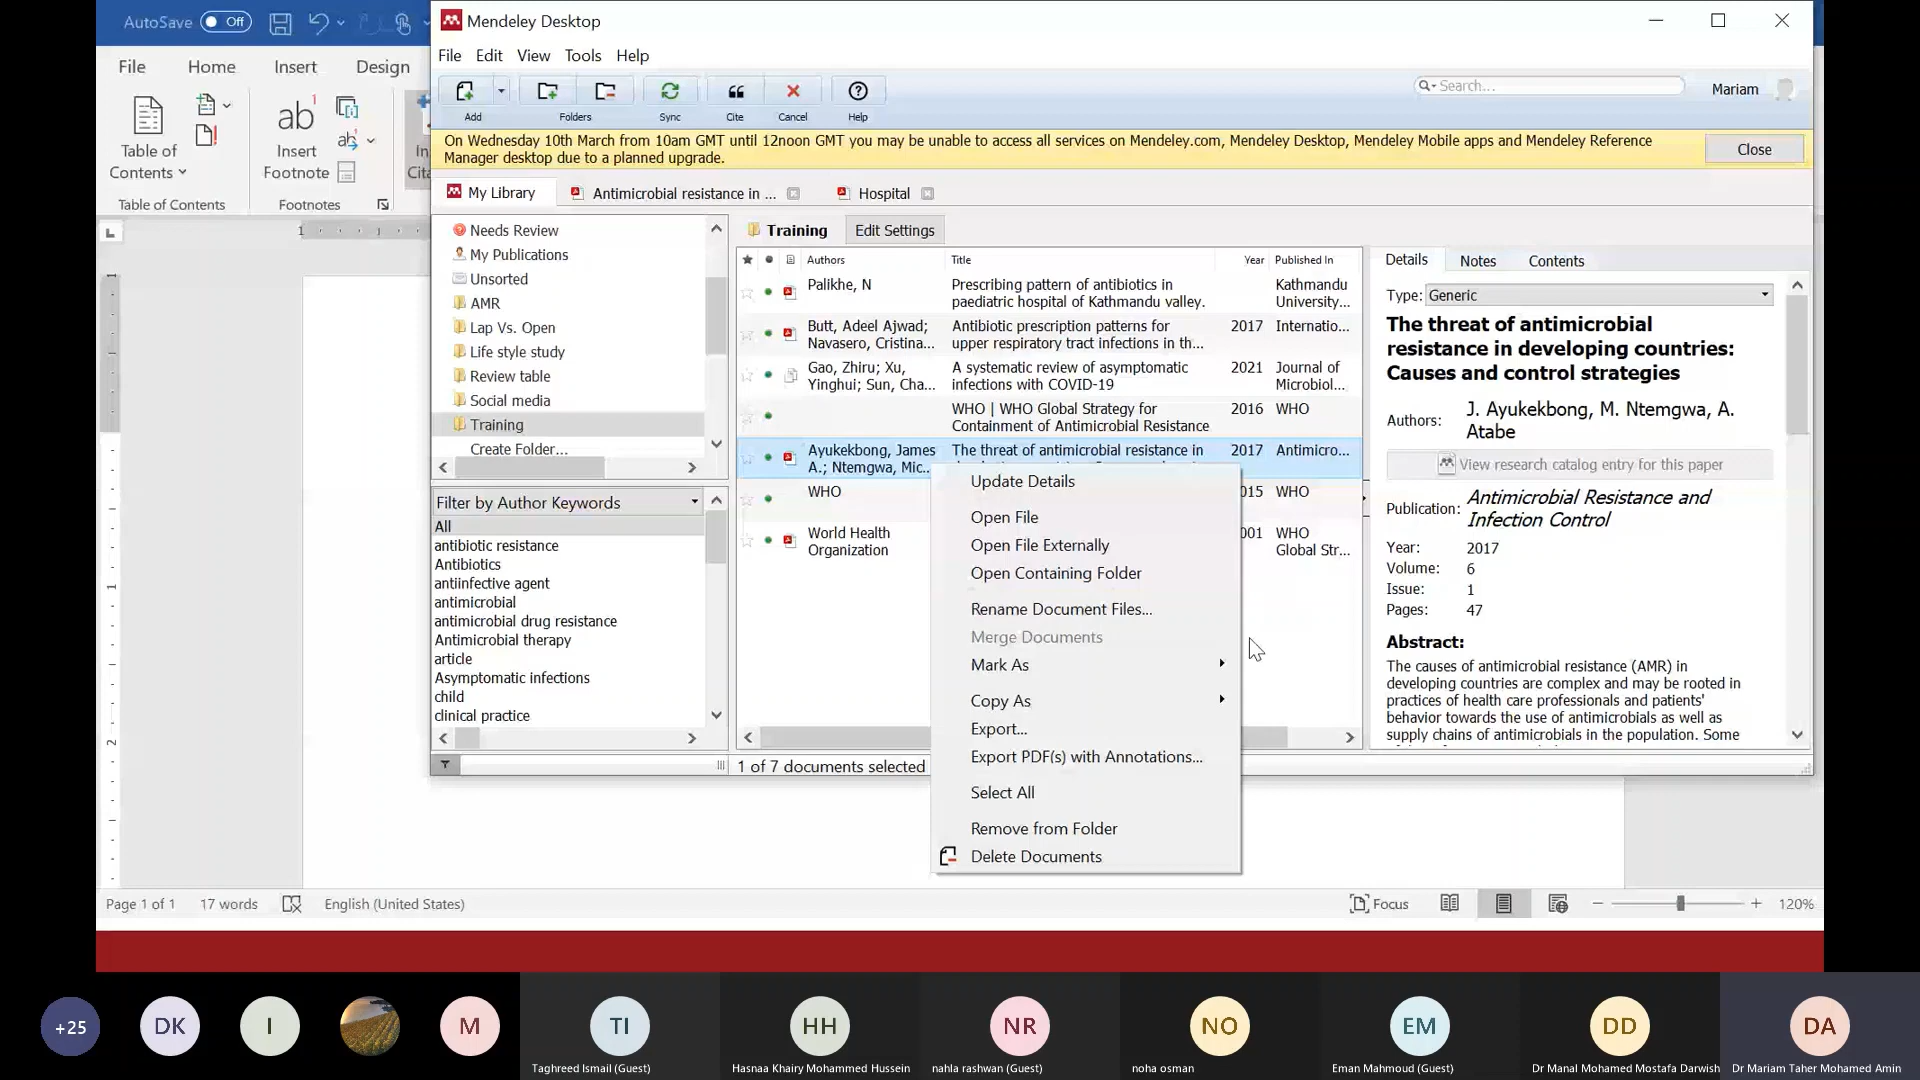 AutoSave Off
File Home Insert Design
Table of
Contents
Insert
Footnote
Table of Contents
Footnotes
Mendeley Desktop
File Edit View Tools Help
Add Folders Sync Cite Cancel Help
Search...
Mariam
On Wednesday 10th March from 10am GMT until 12noon GMT you may be unable to access all services on Mendeley.com, Mendeley Desktop, Mendeley Mobile apps and Mendeley Reference
Manager desktop due to a planned upgrade.
Close
My Library
Antimicrobial resistance in ...
Hospital
Needs Review
My Publications
Unsorted
AMR
Lap Vs. Open
Life style study
Review table
Social media
Training
Create Folder...
Filter by Author Keywords
All
antibiotic resistance
Antibiotics
antiinfective agent
antimicrobial
antimicrobial drug resistance
Antimicrobial therapy
article
Asymptomatic infections
child
clinical practice
Training Edit Settings
Authors Title Year Published In
Palikhe, N Prescribing pattern of antibiotics in Kathmandu
paediatric hospital of Kathmandu valley. University...
Butt, Adeel Ajwad; Antibiotic prescription patterns for 2017 Internatio...
Navasero, Cristina... upper respiratory tract infections in th...
Gao, Zhiru; Xu, A systematic review of asymptomatic 2021 Journal of
Yinghui; Sun, Cha... infections with COVID-19 Microbiol...
WHO | WHO Global Strategy for 2016 WHO
Containment of Antimicrobial Resistance
Ayukekbong, James The threat of antimicrobial resistance in 2017 Antimicro...
A.; Ntemgwa, Mic...
WHO 015 WHO
World Health 001 WHO
Organization Global Str...
Update Details
Open File
Open File Externally
Open Containing Folder
Rename Document Files...
Merge Documents
Mark As
Copy As
Export...
Export PDF(s) with Annotations...
Select All
Remove from Folder
Delete Documents
1 of 7 documents selected
Details Notes Contents
Type: Generic
The threat of antimicrobial
resistance in developing countries:
Causes and control strategies
Authors: J. Ayukekbong, M. Ntemgwa, A.
Atabe
View research catalog entry for this paper
Publication: Antimicrobial Resistance and
Infection Control
Year: 2017
Volume: 6
Issue: 1
Pages: 47
Abstract:
The causes of antimicrobial resistance (AMR) in
developing countries are complex and may be rooted in
practices of health care professionals and patients'
behavior towards the use of antimicrobials as well as
supply chains of antimicrobials in the population. Some
Page 1 of 1 17 words English (United States)
Focus
120%
+25 DK I M TI HH NR NO EM DD DA
Taghreed Ismail (Guest) Hasnaa Khairy Mohammed Hussein nahla rashwan (Guest) noha osman Eman Mahmoud (Guest) Dr Manal Mohamed Mostafa Darwish Dr Mariam Taher Mohamed Amin